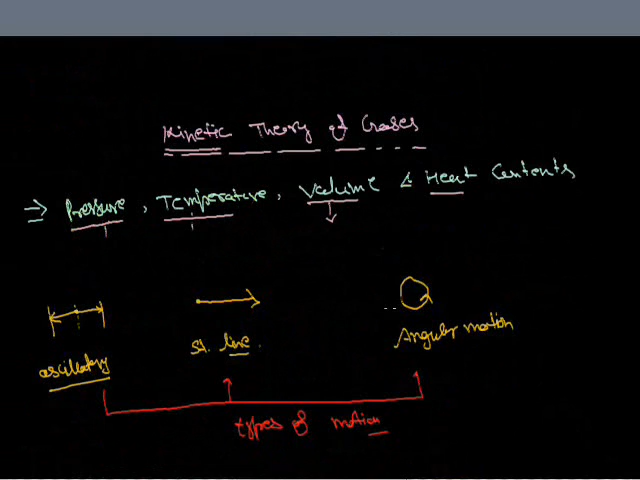 Kinetic Theory of Gases
⇒ Pressure, Temperature, Volume & Heat Contents
oscillatory
st. line.
Angular motion
types of motion